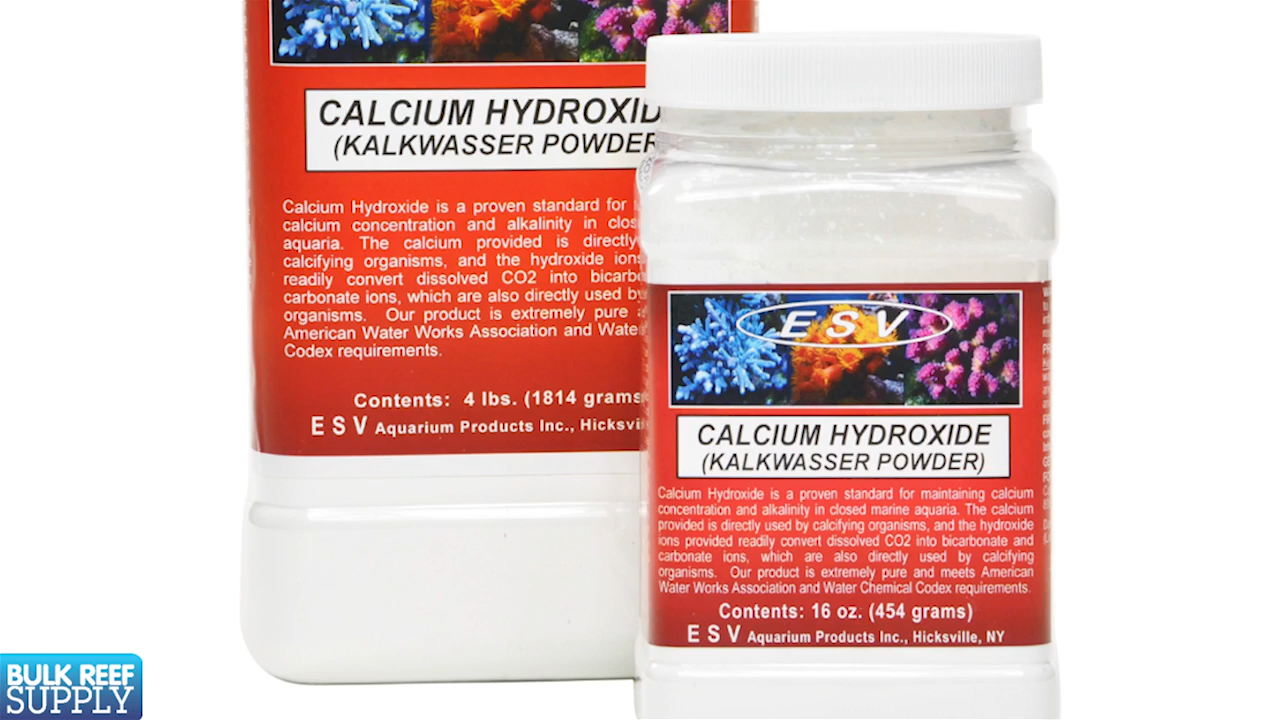 CALCIUM HYDROXID
(KALKWASSER POWDER
Calcium Hydroxide is a proven standard for
calcium concentration and alkalinity in
aquaria. The calcium provided is directly
calcifying organisms, and the hydroxide ions
readily convert dissolved CO2 into
carbonate ions, which are also directly used by
organisms. Our product is extremely pure
American Water Works Association and Water
Codex requirements.
Contents: 4 lbs. (1814 grams
E S V Aquarium Products Inc.,
E S V
CALCIUM HYDROXIDE
(KALKWASSER POWDER)
Calcium Hydroxide is a proven standard for maintaining calcium
concentration and alkalinity in closed marine aquaria. The calcium
provided is directly used by calcifying organisms, and the hydroxide
ions provided readily convert dissolved CO2 into bicarbonate and
carbonate ions, which are also directly used by calcifying
organisms. Our product is extremely pure and meets American
Water Works Association and Water Chemical Codex requirements.
Contents: 16 oz. (454 grams)
E S V Aquarium Products Inc., Hicksville, NY
BULK REEF
SUPPLY